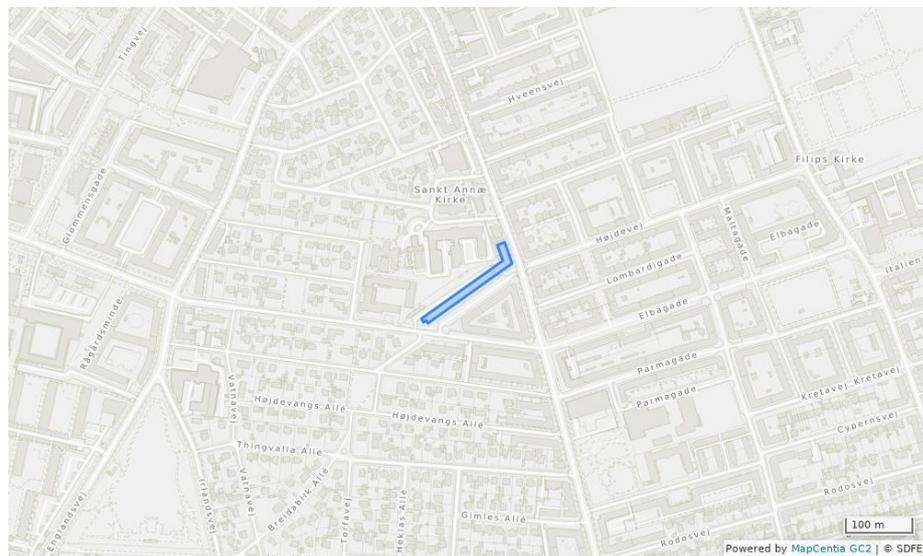 Tingvej
Hveensvej
Filips Kirke
Sankt Annæ
Kirke
Glommensgade
Højdevej
Maltagade
Elbagade
Lombardigade
Italiens
Elbagade
Rågårdsminde
Parmagade
Parmagade
Kretavej-Kretavej
Vatnavej
Højdevangs Allé
Højdevangs Allé
Cypernsvej
Thingvalla Allé
Englandsvej
Irlandsvej
Vatnavej
Breidablik Allé
Torfavej
Heklas Allé
Gimles Allé
Rodosvej
Rodosvej
100 m
Powered by MapCentia GC2 | © SDFE